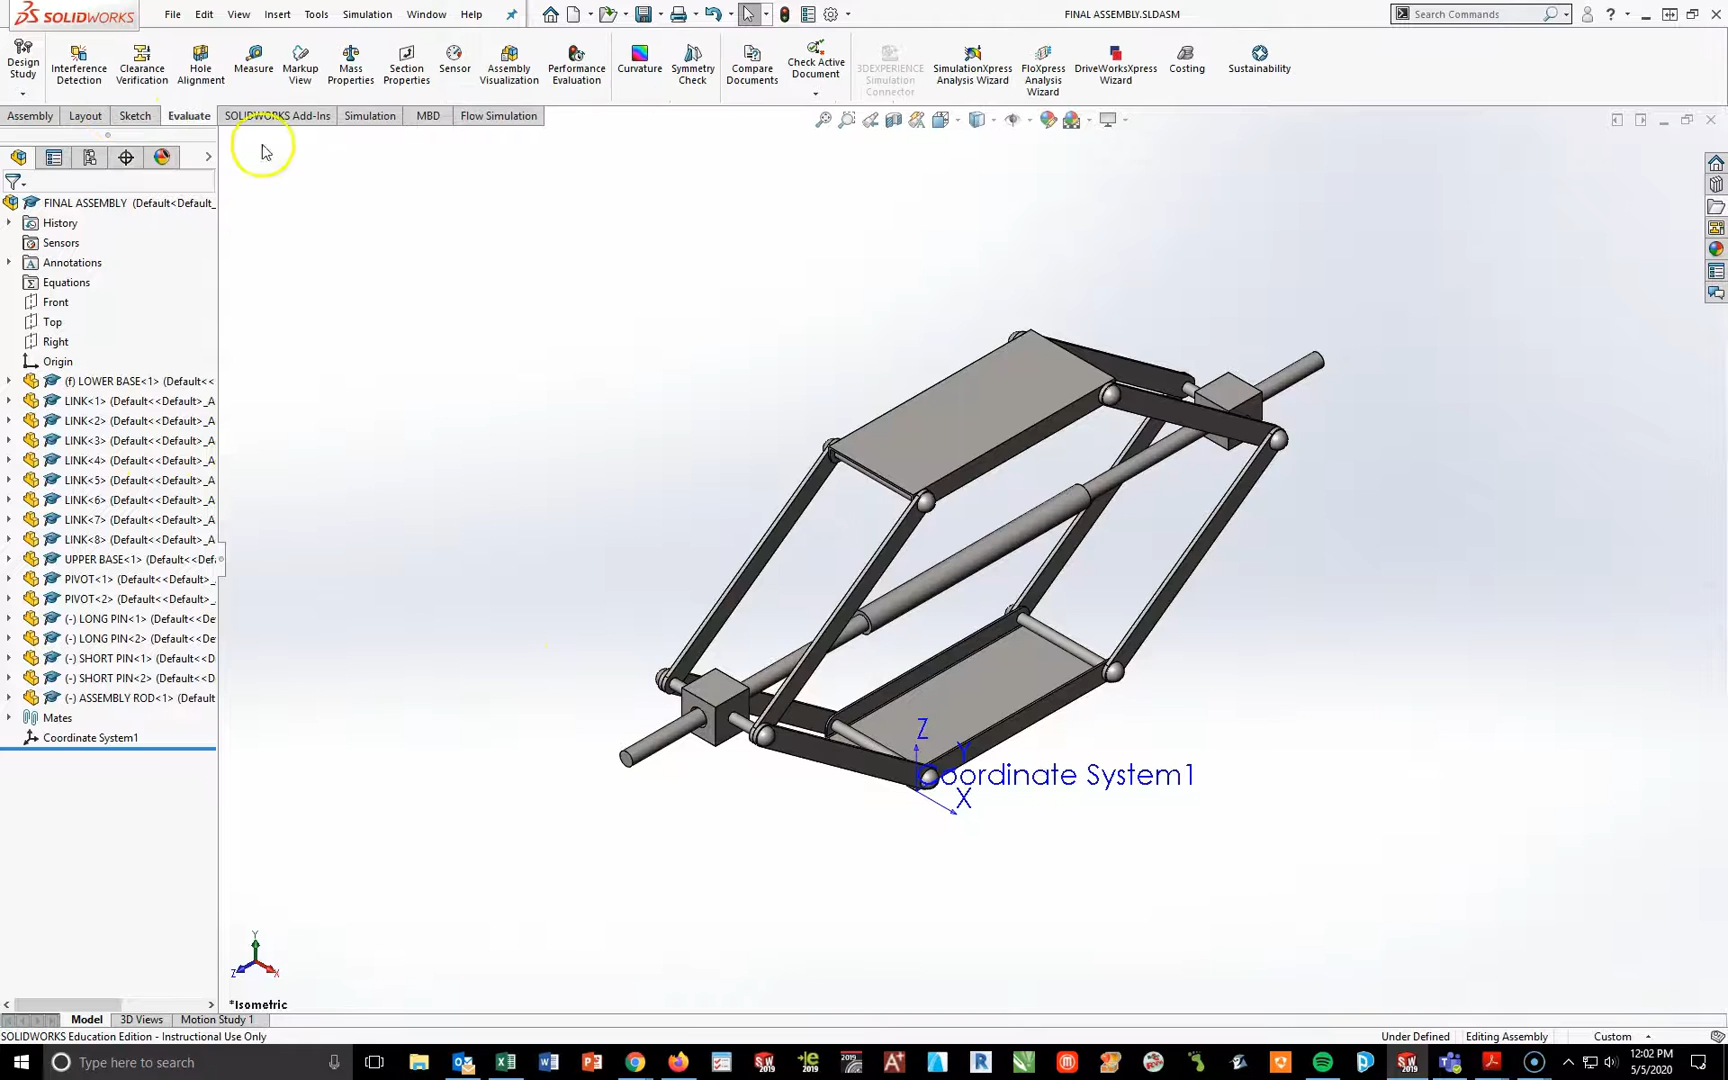 SOLIDWORKS File Edit View Insert Tools Simulation Window Help FINAL ASSEMBLY.SLDASM Search Commands
Design Study
Interference Detection
Clearance Verification
Hole Alignment
Measure
Markup View
Mass Properties
Section Properties
Sensor
Assembly Visualization
Performance Evaluation
Curvature
Symmetry Check
Compare Documents
Check Active Document
3DEXPERIENCE Simulation Connector
SimulationXpress Analysis Wizard
FloXpress Analysis Wizard
DriveWorksXpress Wizard
Costing
Sustainability
Assembly Layout Sketch Evaluate SOLIDWORKS Add-Ins Simulation MBD Flow Simulation
FINAL ASSEMBLY (Default<Default_
History
Sensors
Annotations
Equations
Front
Top
Right
Origin
(f) LOWER BASE<1> (Default<<
LINK<1> (Default<<Default>_A
LINK<2> (Default<<Default>_A
LINK<3> (Default<<Default>_A
LINK<4> (Default<<Default>_A
LINK<5> (Default<<Default>_A
LINK<6> (Default<<Default>_A
LINK<7> (Default<<Default>_A
LINK<8> (Default<<Default>_A
UPPER BASE<1> (Default<<Def
PIVOT<1> (Default<<Default>_
PIVOT<2> (Default<<Default>_
(-) LONG PIN<1> (Default<<De
(-) LONG PIN<2> (Default<<De
(-) SHORT PIN<1> (Default<<D
(-) SHORT PIN<2> (Default<<D
(-) ASSEMBLY ROD<1> (Default
Mates
Coordinate System1
Z
Y
Coordinate System1
X
Y
Z X
*Isometric
Model 3D Views Motion Study 1
SOLIDWORKS Education Edition - Instructional Use Only Under Defined Editing Assembly Custom
Type here to search
12:02 PM
5/5/2020